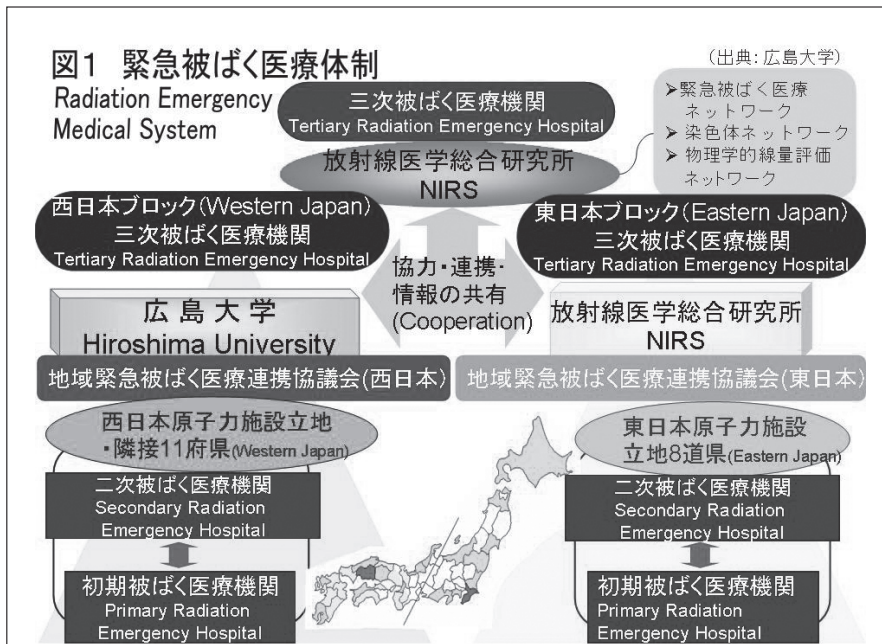 図1 緊急被ばく医療体制
Radiation Emergency
Medical System
(出典:広島大学)
三次被ばく医療機関
Tertiary Radiation Emergency Hospital
放射線医学総合研究所
NIRS
➢緊急被ばく医療
ネットワーク
➢ 染色体ネットワーク
➢ 物理学的線量評価
ネットワーク
西日本ブロック(Western Japan)
三次被ばく医療機関
Tertiary Radiation Emergency Hospital
東日本ブロック(Eastern Japan)
三次被ばく医療機関
Tertiary Radiation Emergency Hospital
協力・連携・
情報の共有
(Cooperation)
広島大学
Hiroshima University
放射線医学総合研究所
NIRS
地域緊急被ばく医療連携協議会(西日本)
地域緊急被ばく医療連携協議会(東日本)
西日本原子力施設立地
・隣接11府県(Western Japan)
二次被ばく医療機関
Secondary Radiation
Emergency Hospital
初期被ばく医療機関
Primary Radiation
Emergency Hospital
東日本原子力施設
立地8道県(Eastern Japan)
二次被ばく医療機関
Secondary Radiation
Emergency Hospital
初期被ばく医療機関
Primary Radiation
Emergency Hospital